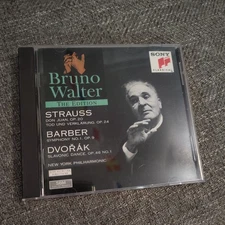 Bruno
Walter
THE EDITION
SONY
STRAUSS
DON JUAN, OP. 20
TOD UND VERKLÄRUNG, OP. 24
BARBER
SYMPHONY NO. 1, OP. 9
DVOŘÁK
SLAVONIC DANCE, OP. 46 NO. 1
NEW YORK PHILHARMONIC